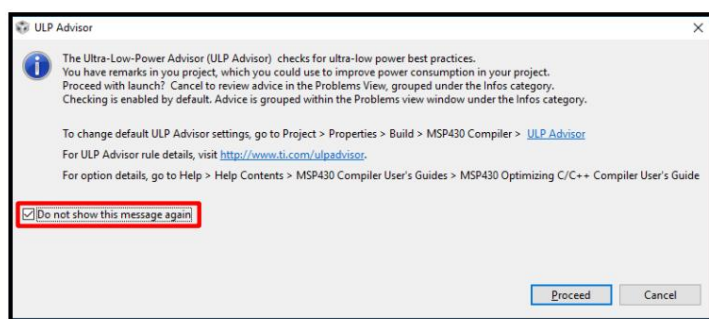 ULP Advisor
The Ultra-Low-Power Advisor (ULP Advisor) checks for ultra-low power best practices.
You have remarks in you project, which you could use to improve power consumption in your project.
Proceed with launch? Cancel to review advice in the Problems View, grouped under the Infos category.
Checking is enabled by default. Advice is grouped within the Problems view window under the Infos category.
To change default ULP Advisor settings, go to Project > Properties > Build > MSP430 Compiler > ULP Advisor
For ULP Advisor rule details, visit http://www.ti.com/ulpadvisor.
For option details, go to Help > Help Contents > MSP430 Compiler User's Guides > MSP430 Optimizing C/C++ Compiler User's Guide
Do not show this message again
Proceed Cancel